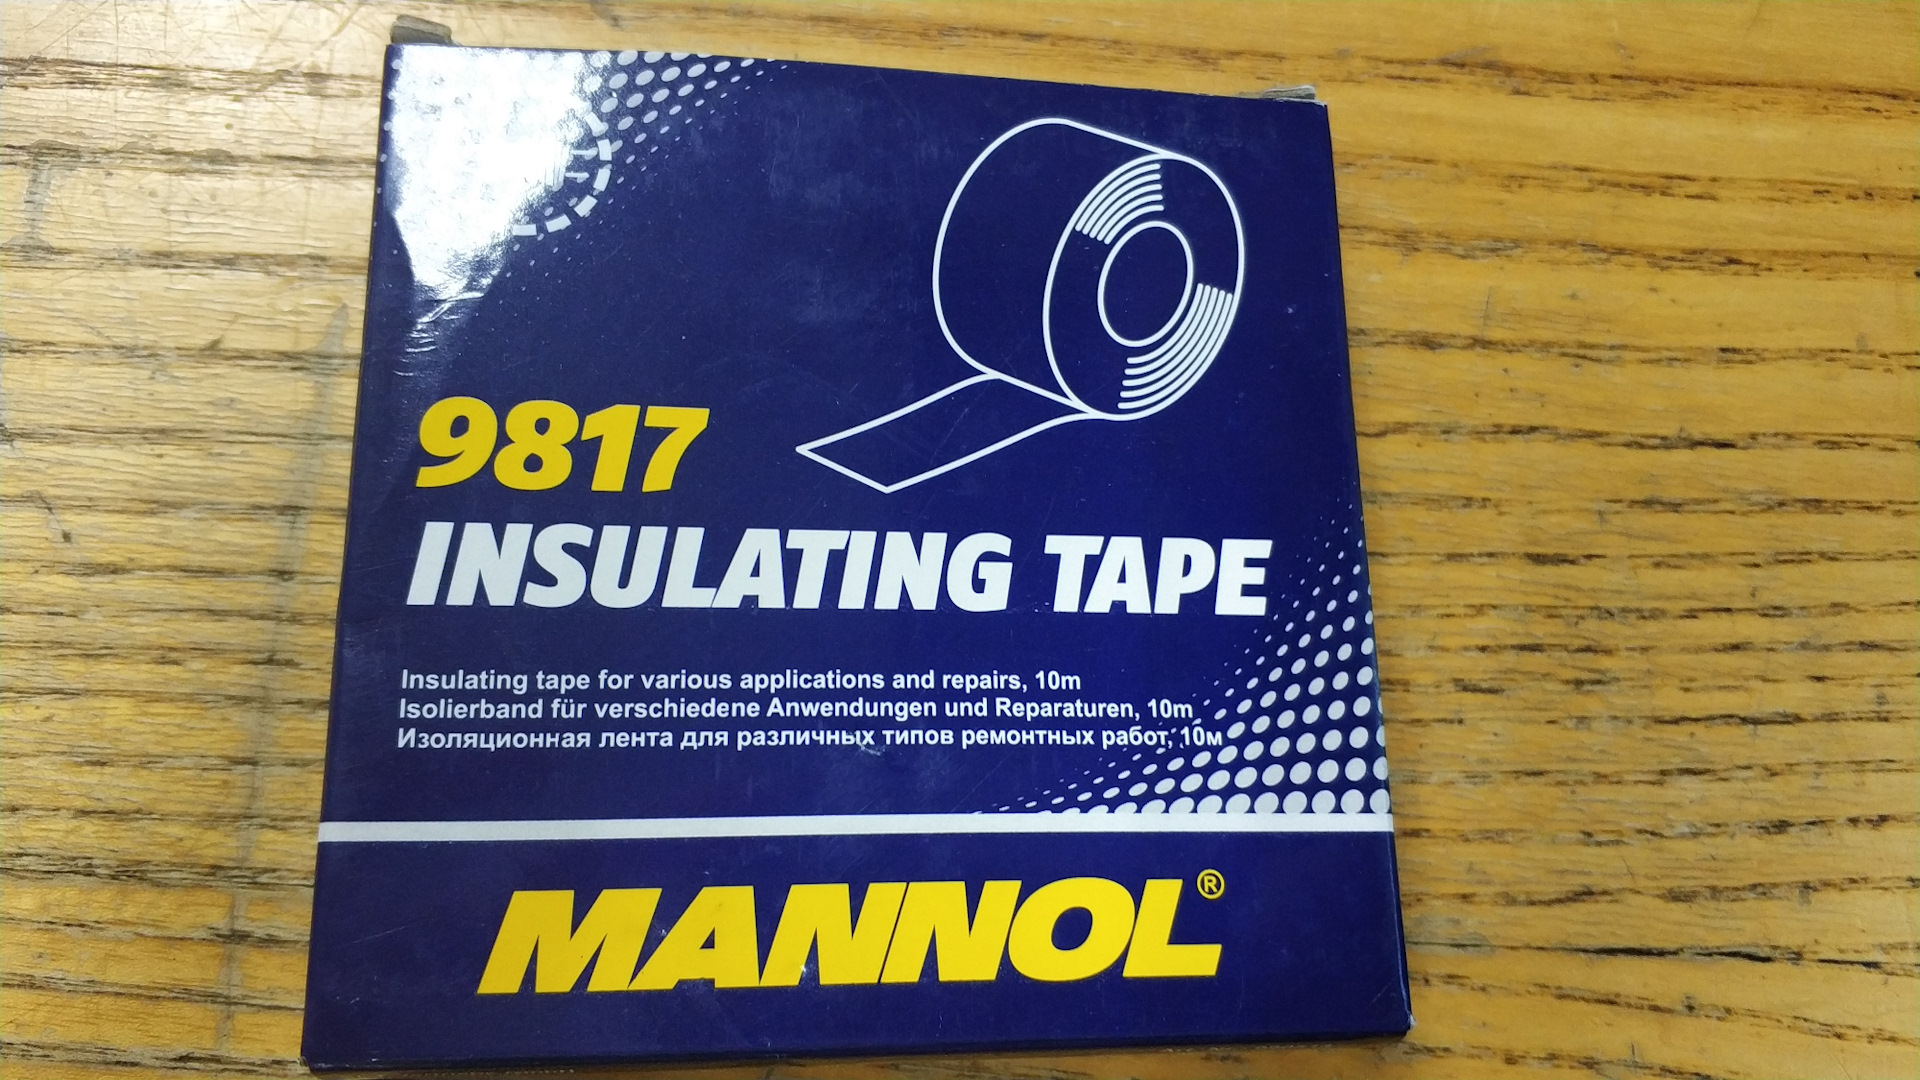 9817
INSULATING TAPE
Insulating tape for various applications and repairs, 10m
Isolierband für verschiedene Anwendungen und Reparaturen, 10m
Изоляционная лента для различных типов ремонтных работ, 10м
MANNOL®